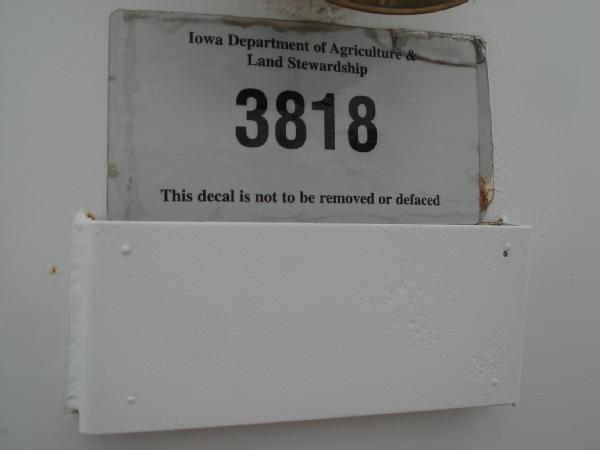 Iowa Department of Agriculture &
Land Stewardship
3818
This decal is not to be removed or defaced